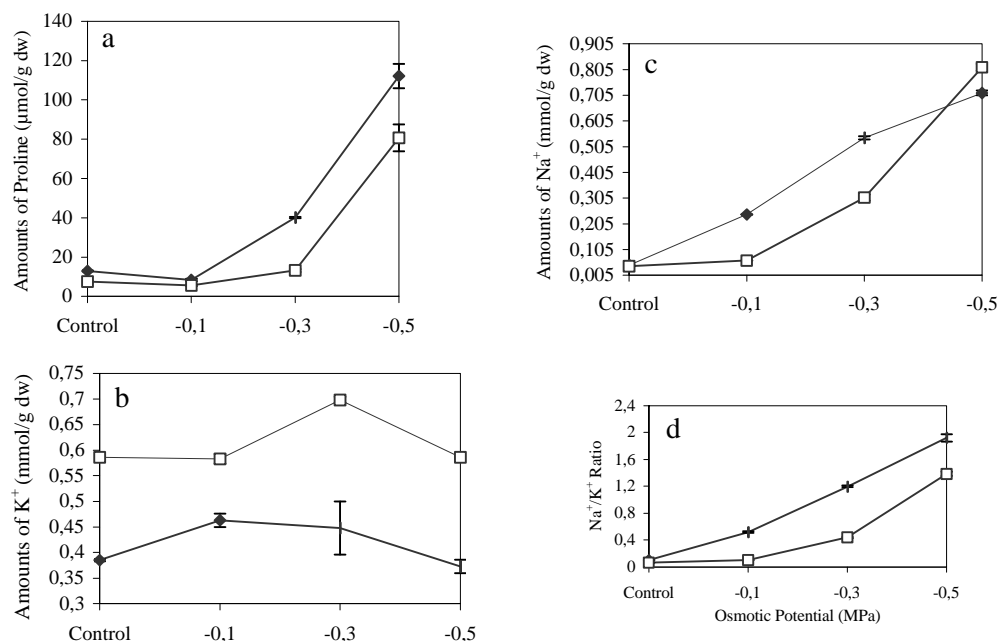 a
Amounts of Proline (µmol/g dw)
140
120
100
80
60
40
20
0
Control -0,1 -0,3 -0,5
c
Amounts of Na+ (mmol/g dw)
0,905
0,805
0,705
0,605
0,505
0,405
0,305
0,205
0,105
0,005
Control -0,1 -0,3 -0,5
b
Amounts of K+ (mmol/g dw)
0,75
0,7
0,65
0,6
0,55
0,5
0,45
0,4
0,35
0,3
Control -0,1 -0,3 -0,5
d
Na+/K+ Ratio
2,4
2
1,6
1,2
0,8
0,4
0
Control -0,1 -0,3 -0,5
Osmotic Potential (MPa)